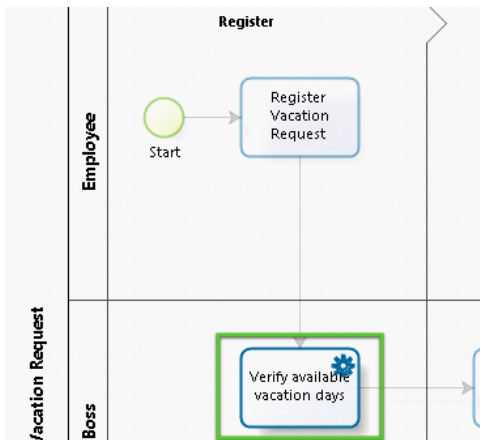 Register
Register
Vacation
Request
Start
Employee
Vacation Request
Boss
Verify available
vacation days